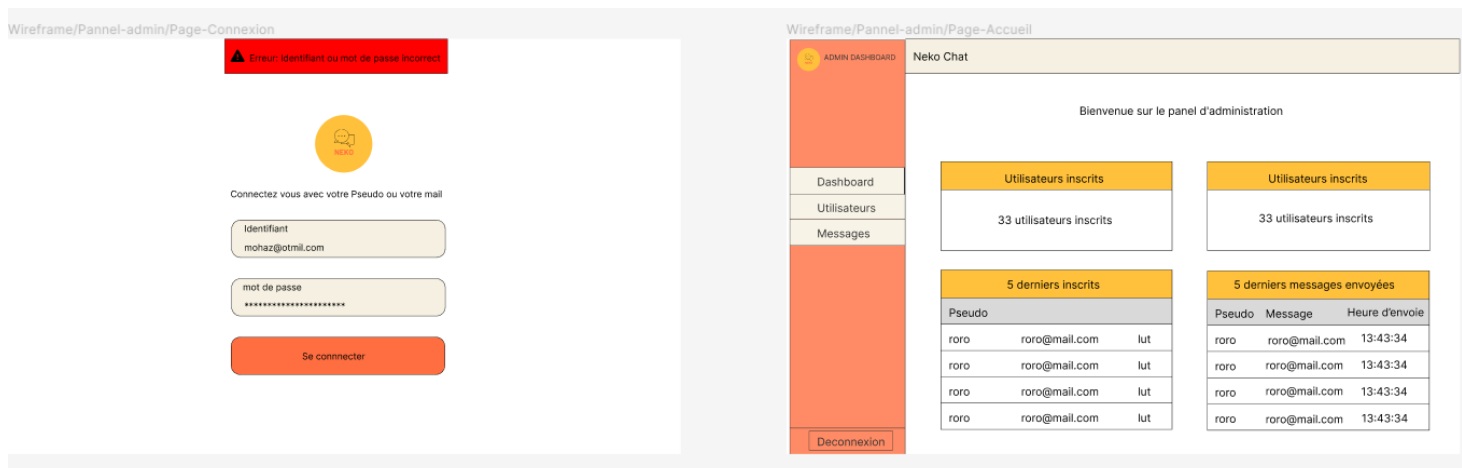 Wireframe/Pannel-admin/Page-Connexion
Erreur: Identifiant ou mot de passe incorrect
NEKO
Connectez vous avec votre Pseudo ou votre mail
Identifiant
mohaz@otmil.com
mot de passe
**********************
Se connnecter
Wireframe/Pannel-admin/Page-Accueil
ADMIN DASHBOARD
Neko Chat
Dashboard
Utilisateurs
Messages
Deconnexion
Bienvenue sur le panel d'administration
Utilisateurs inscrits
33 utilisateurs inscrits
Utilisateurs inscrits
33 utilisateurs inscrits
5 derniers inscrits
Pseudo
roro roro@mail.com lut
roro roro@mail.com lut
roro roro@mail.com lut
roro roro@mail.com lut
5 derniers messages envoyées
Pseudo Message Heure d'envoie
roro roro@mail.com 13:43:34
roro roro@mail.com 13:43:34
roro roro@mail.com 13:43:34
roro roro@mail.com 13:43:34